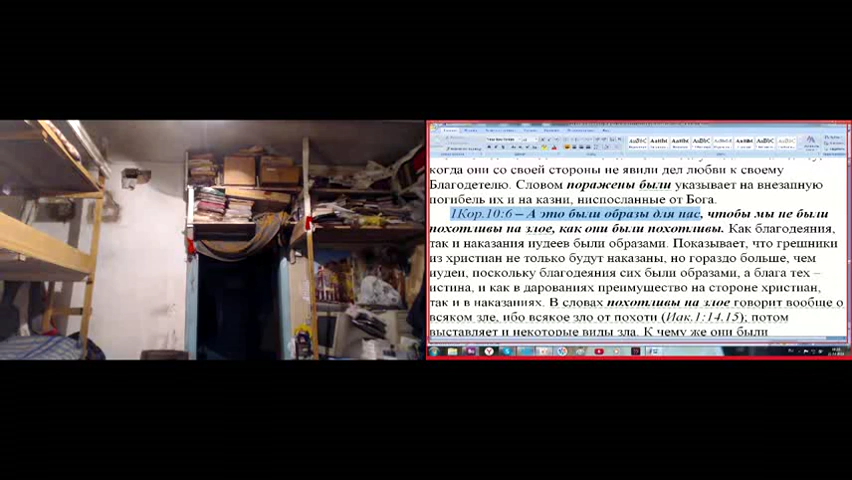 когда они со своей стороны не явили дел любви к своему
Благодетелю. Словом поражены были указывает на внезапную
погибель их и на казни, ниспосланные от Бога.
1Кор.10:6 – А это были образы для нас, чтобы мы не были
похотливы на злое, как они были похотливы. Как благодеяния,
так и наказания иудеев были образами. Показывает, что грешники
из христиан не только будут наказаны, но гораздо больше, чем
иудеи, поскольку благодеяния сих были образами, а блага тех –
истина, и как в дарованиях преимущество на стороне христиан,
так и в наказаниях. В словах похотливы на злое говорит вообще о
всяком зле, ибо всякое зло от похоти (Иак.1:14.15); потом
выставляет и некоторые виды зла. К чему же они были